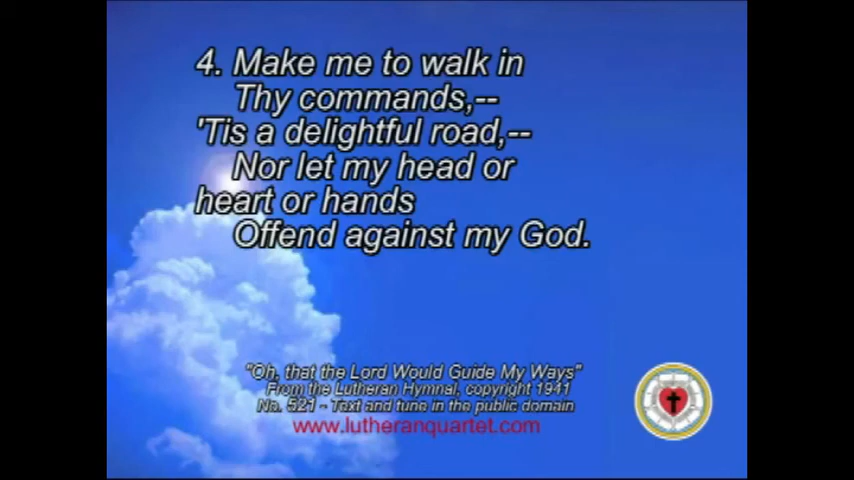 4. Make me to walk in
Thy commands,--
'Tis a delightful road,--
Nor let my head or
heart or hands
Offend against my God.
"Oh, that the Lord Would Guide My Ways"
From the Lutheran Hymnal, copyright 1941
No. 521 - Text and tune in the public domain
www.lutheranquartet.com